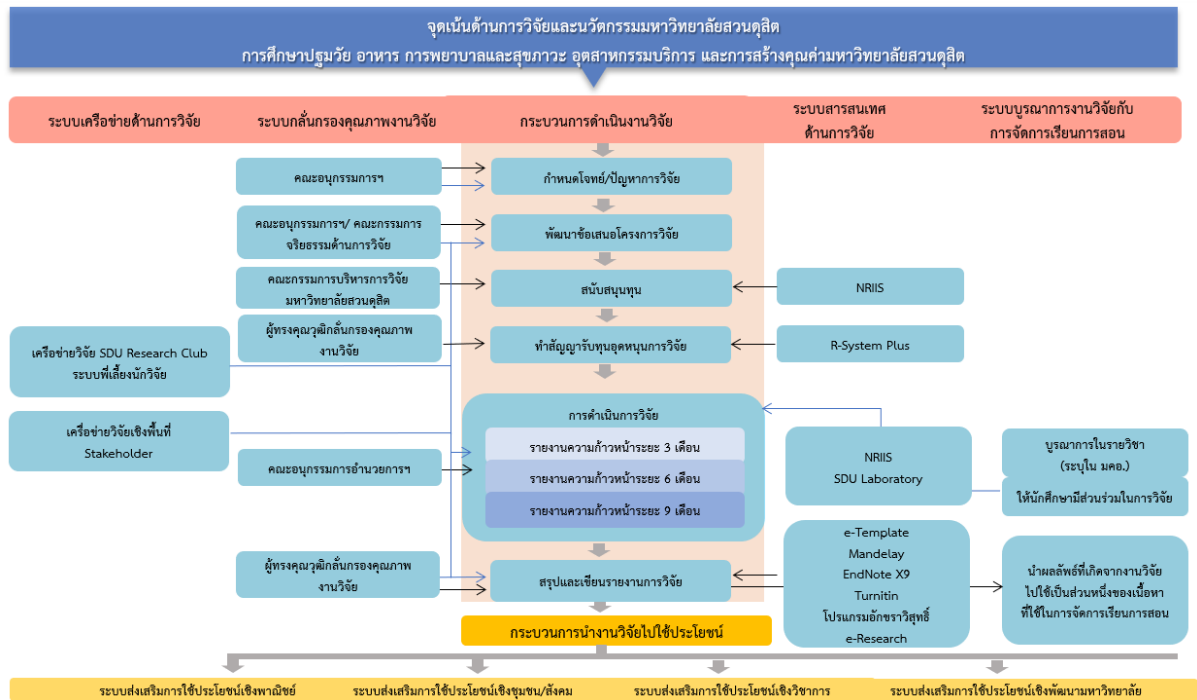 จุดเน้นด้านการวิจัยและนวัตกรรมมหาวิทยาลัยสวนดุสิต
การศึกษาปฐมวัย อาหาร การพยาบาลและสุขภาวะ อุตสาหกรรมบริการ และการสร้างคุณค่ามหาวิทยาลัยสวนดุสิต
ระบบเครือข่ายด้านการวิจัย
ระบบกลั่นกรองคุณภาพงานวิจัย
กระบวนการดำเนินงานวิจัย
ระบบสารสนเทศ
ด้านการวิจัย
ระบบบูรณาการงานวิจัยกับ
การจัดการเรียนการสอน
คณะอนุกรรมการฯ
กำหนดโจทย์/ปัญหาการวิจัย
คณะอนุกรรมการฯ/ คณะกรรมการ
จริยธรรมด้านการวิจัย
พัฒนาข้อเสนอโครงการวิจัย
คณะกรรมการบริหารการวิจัย
มหาวิทยาลัยสวนดุสิต
สนับสนุนทุน
NRIIS
ผู้ทรงคุณวุฒิกลั่นกรองคุณภาพ
งานวิจัย
ทำสัญญารับทุนอุดหนุนการวิจัย
R-System Plus
เครือข่ายวิจัย SDU Research Club
ระบบพี่เลี้ยงนักวิจัย
เครือข่ายวิจัยเชิงพื้นที่
Stakeholder
คณะอนุกรรมการอำนวยการฯ
การดำเนินการวิจัย
รายงานความก้าวหน้าระยะ 3 เดือน
รายงานความก้าวหน้าระยะ 6 เดือน
รายงานความก้าวหน้าระยะ 9 เดือน
NRIIS
SDU Laboratory
บูรณาการในรายวิชา
(ระบุใน มคอ.)
ให้นักศึกษามีส่วนร่วมในการวิจัย
ผู้ทรงคุณวุฒิกลั่นกรองคุณภาพ
งานวิจัย
สรุปและเขียนรายงานการวิจัย
e-Template
Mandelay
EndNote X9
Turnitin
โปรแกรมอักขราวิสุทธิ์
e-Research
นำผลลัพธ์ที่เกิดจากงานวิจัย
ไปใช้เป็นส่วนหนึ่งของเนื้อหา
ที่ใช้ในการจัดการเรียนการสอน
กระบวนการนำงานวิจัยไปใช้ประโยชน์
ระบบส่งเสริมการใช้ประโยชน์เชิงพาณิชย์
ระบบส่งเสริมการใช้ประโยชน์เชิงชุมชน/สังคม
ระบบส่งเสริมการใช้ประโยชน์เชิงวิชาการ
ระบบส่งเสริมการใช้ประโยชน์เชิงพัฒนามหาวิทยาลัย